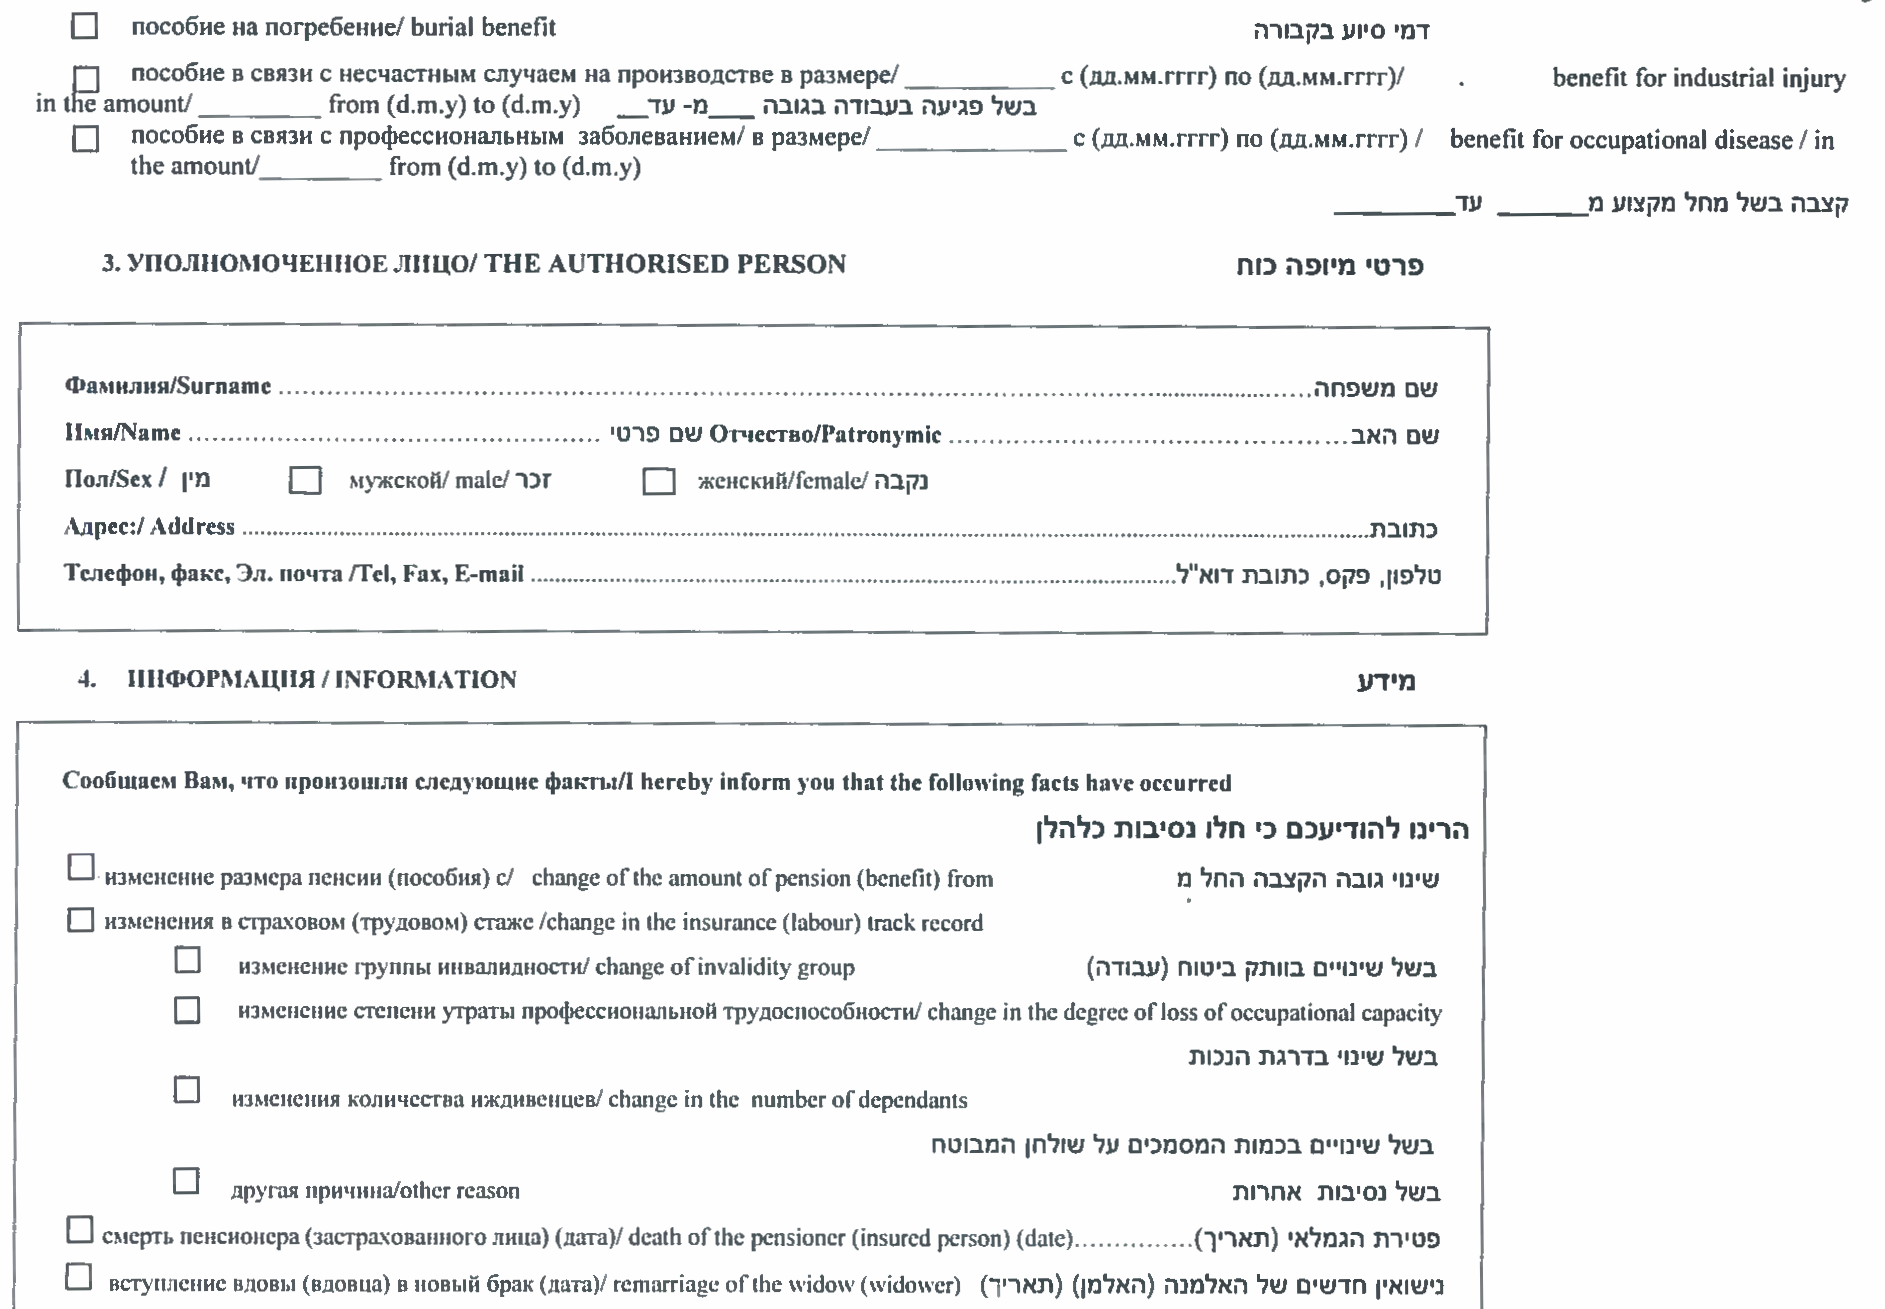 пособие на погребение/ burial benefit דמי סיוע בקבורה
пособие в связи с несчастным случаем на производстве в размере/ ___________ с (дд.мм.гггг) по (дд.мм.гггг)/ . benefit for industrial injury
in the amount/_________ from (d.m.y) to (d.m.y) בשל פגיעה בעבודה בגובה ___מ- עד__
пособие в связи с профессиональным заболеванием/ в размере/______________ с (дд.мм.гггг) по (дд.мм.гггг) / benefit for occupational disease / in
the amount/_________ from (d.m.y) to (d.m.y)
קצבה בשל מחל מקצוע מ______ עד________
3. УПОЛНОМОЧЕННОЕ ЛИЦО/ THE AUTHORISED PERSON פרטי מיופה כוח
Фамилия/Surname ....................................................שם משפחה
Имя/Name ........................... שם פרטי Отчество/Patronymic ...........................שם האב
Пол/Sex / מין мужской/ male/ זכר женский/female/ נקבה
Адрес:/ Address ....................................................כתובת
Телефон, факс, Эл. почта /Tel, Fax, E-mail ....................................................טלפון, פקס, כתובת דוא"ל
4. ИНФОРМАЦИЯ / INFORMATION מידע
Сообщаем Вам, что произошли следующие факты/I hereby inform you that the following facts have occurred
הרינו להודיעכם כי חלו נסיבות כלהלן
изменение размера пенсии (пособия) с/ change of the amount of pension (benefit) from שינוי גובה הקצבה החל מ
изменения в страховом (трудовом) стаже /change in the insurance (labour) track record
изменение группы инвалидности/ change of invalidity group בשל שינויים בוותק ביטוח (עבודה)
изменение степени утраты профессиональной трудоспособности/ change in the degree of loss of occupational capacity
בשל שינוי בדרגת הנכות
изменения количества иждивенцев/ change in the number of dependants
בשל שינויים בכמות המסמכים על שולחן המבוטח
другая причина/other reason בשל נסיבות אחרות
смерть пенсионера (застрахованного лица) (дата)/ death of the pensioner (insured person) (date)...............פטירת הגמלאי (תאריך)
вступление вдовы (вдовца) в новый брак (дата)/ remarriage of the widow (widower) נישואין חדשים של האלמנה (האלמן) (תאריך)